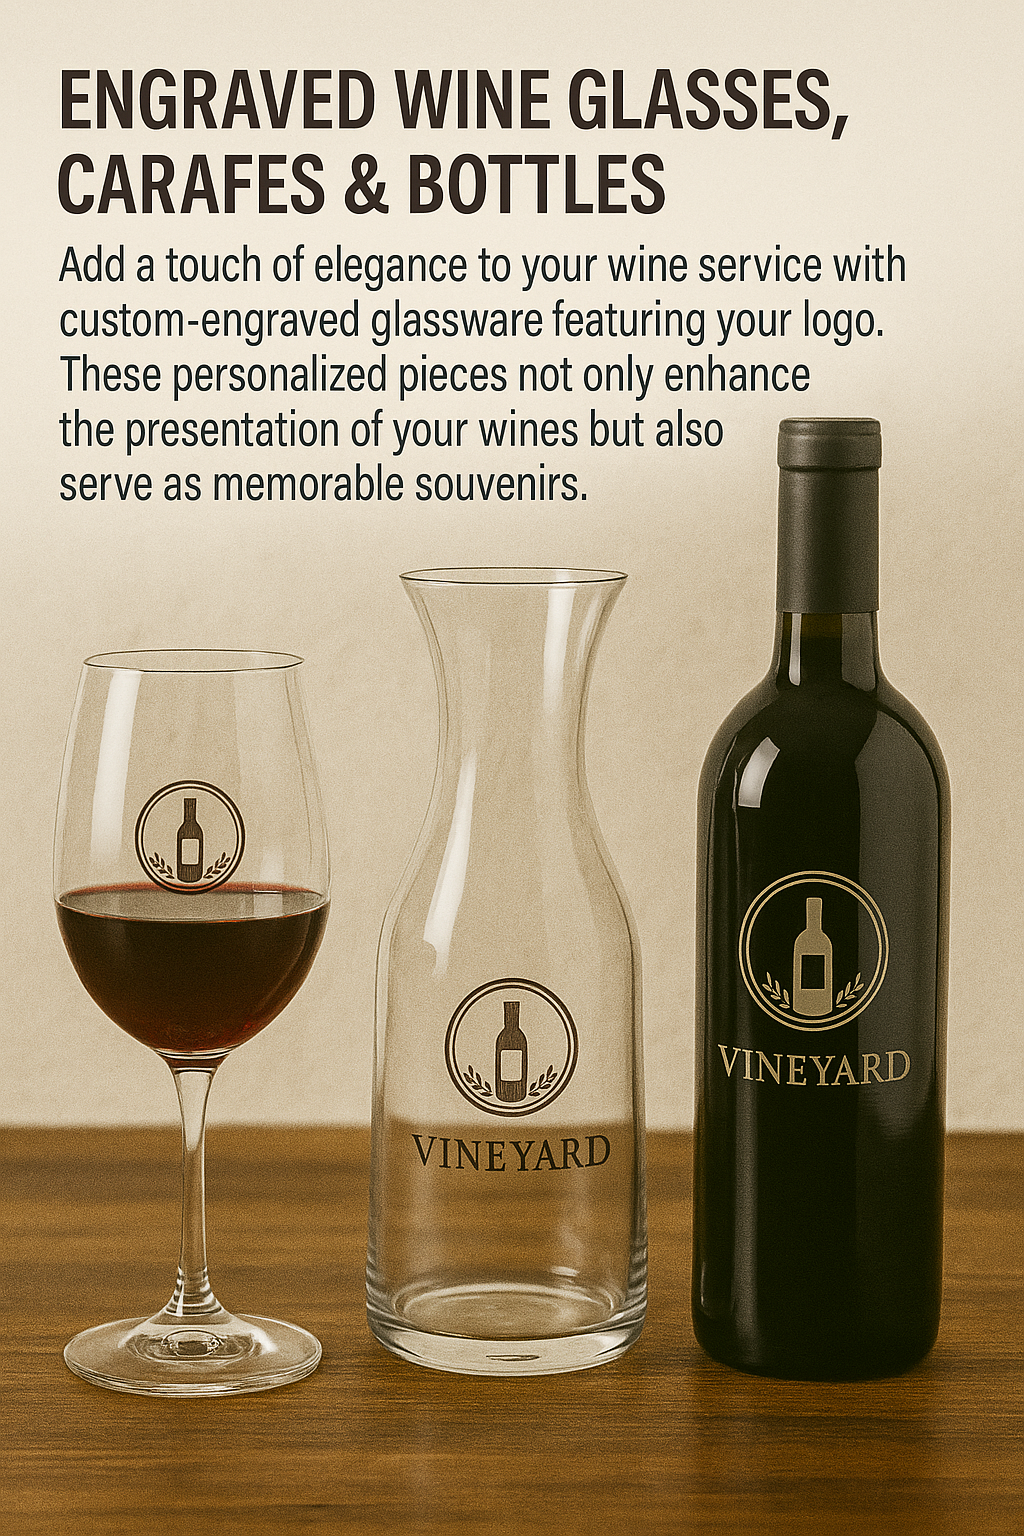 ENGRAVED WINE GLASSES,
CARAFES & BOTTLES
Add a touch of elegance to your wine service with
custom-engraved glassware featuring your logo.
These personalized pieces not only enhance
the presentation of your wines but also
serve as memorable souvenirs.
VINEYARD
VINEYARD